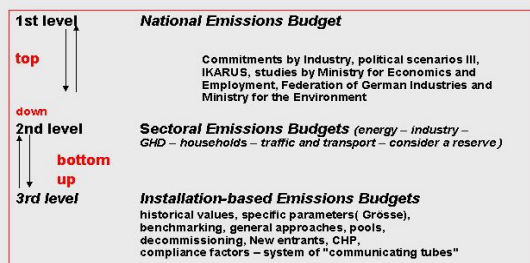 1st level National Emissions Budget
top
Commitments by Industry, political scenarios III,
IKARUS, studies by Ministry for Economics and
Employment, Federation of German Industries and
Ministry for the Environment
down
2nd level Sectoral Emissions Budgets (energy – industry –
GHD – households – traffic and transport – consider a reserve)
bottom
up
3rd level Installation-based Emissions Budgets
historical values, specific parameters( Grösse),
benchmarking, general approaches, pools,
decommissioning, New entrants, CHP,
compliance factors – system of "communicating tubes"